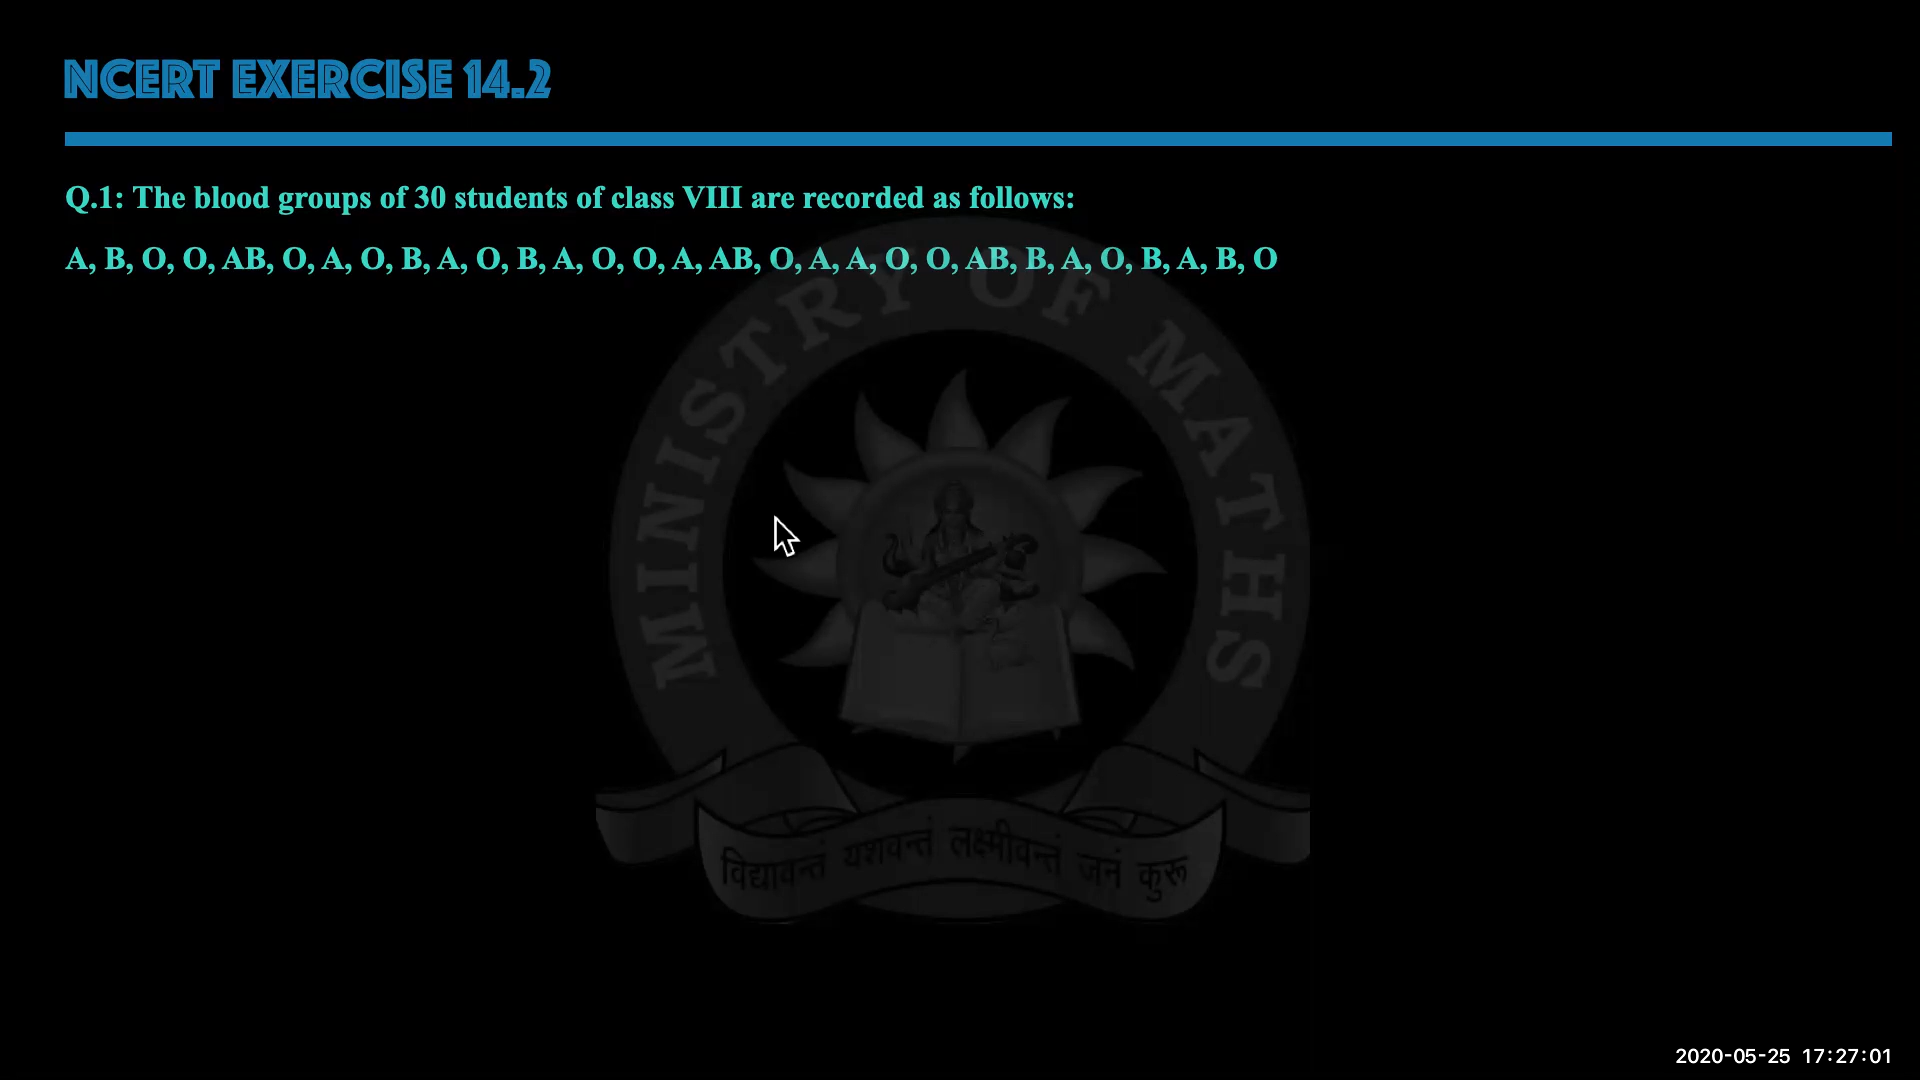 NCERT EXERCISE 14.2
Q.1: The blood groups of 30 students of class VIII are recorded as follows:
A, B, O, O, AB, O, A, O, B, A, O, B, A, O, O, A, AB, O, A, A, O, O, AB, B, A, O, B, A, B, O
MINISTRY OF MATHS
विद्यावन्तं यशवन्तं लक्ष्मीवन्तं जनं कुरू
2020-05-25 17:27:01